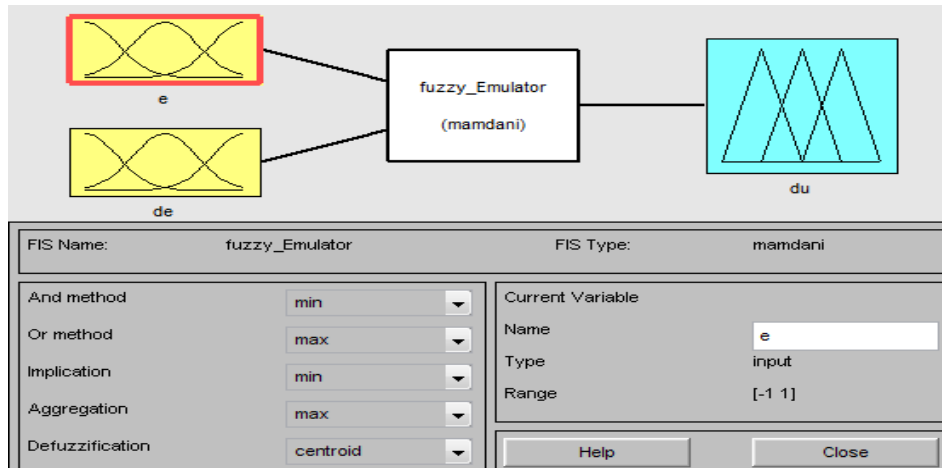 e
fuzzy_Emulator
(mamdani)
de
du
FIS Name: fuzzy_Emulator FIS Type: mamdani
And method min
Or method max
Implication min
Aggregation max
Defuzzification centroid
Current Variable
Name e
Type input
Range [-1 1]
Help Close